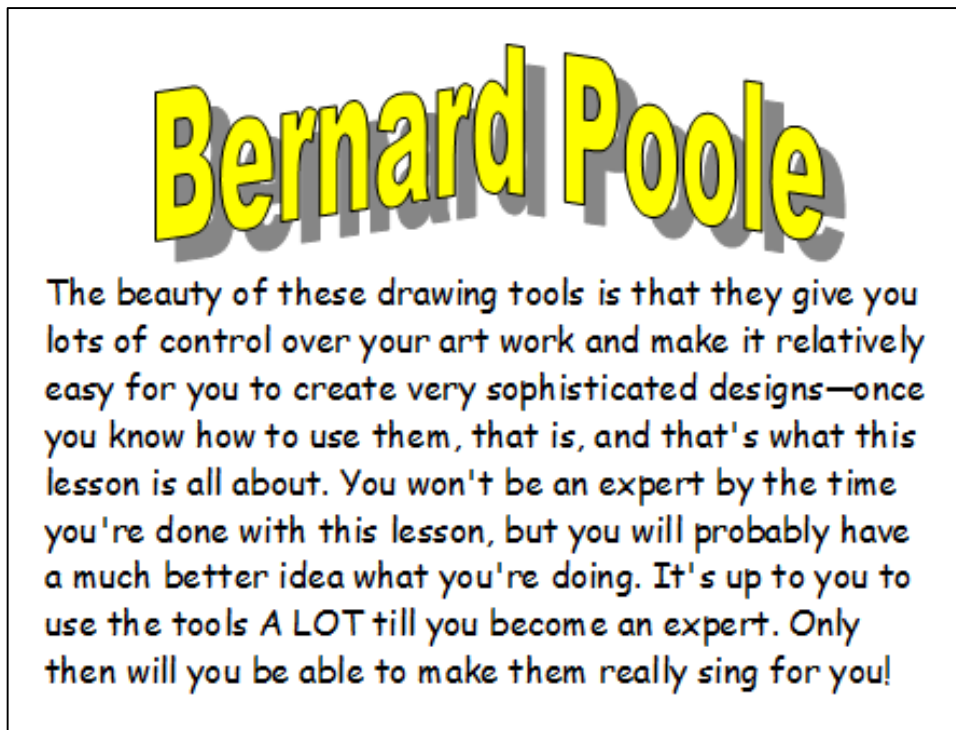 Bernard Poole
The beauty of these drawing tools is that they give you
lots of control over your art work and make it relatively
easy for you to create very sophisticated designs—once
you know how to use them, that is, and that's what this
lesson is all about. You won't be an expert by the time
you're done with this lesson, but you will probably have
a much better idea what you're doing. It's up to you to
use the tools A LOT till you become an expert. Only
then will you be able to make them really sing for you!